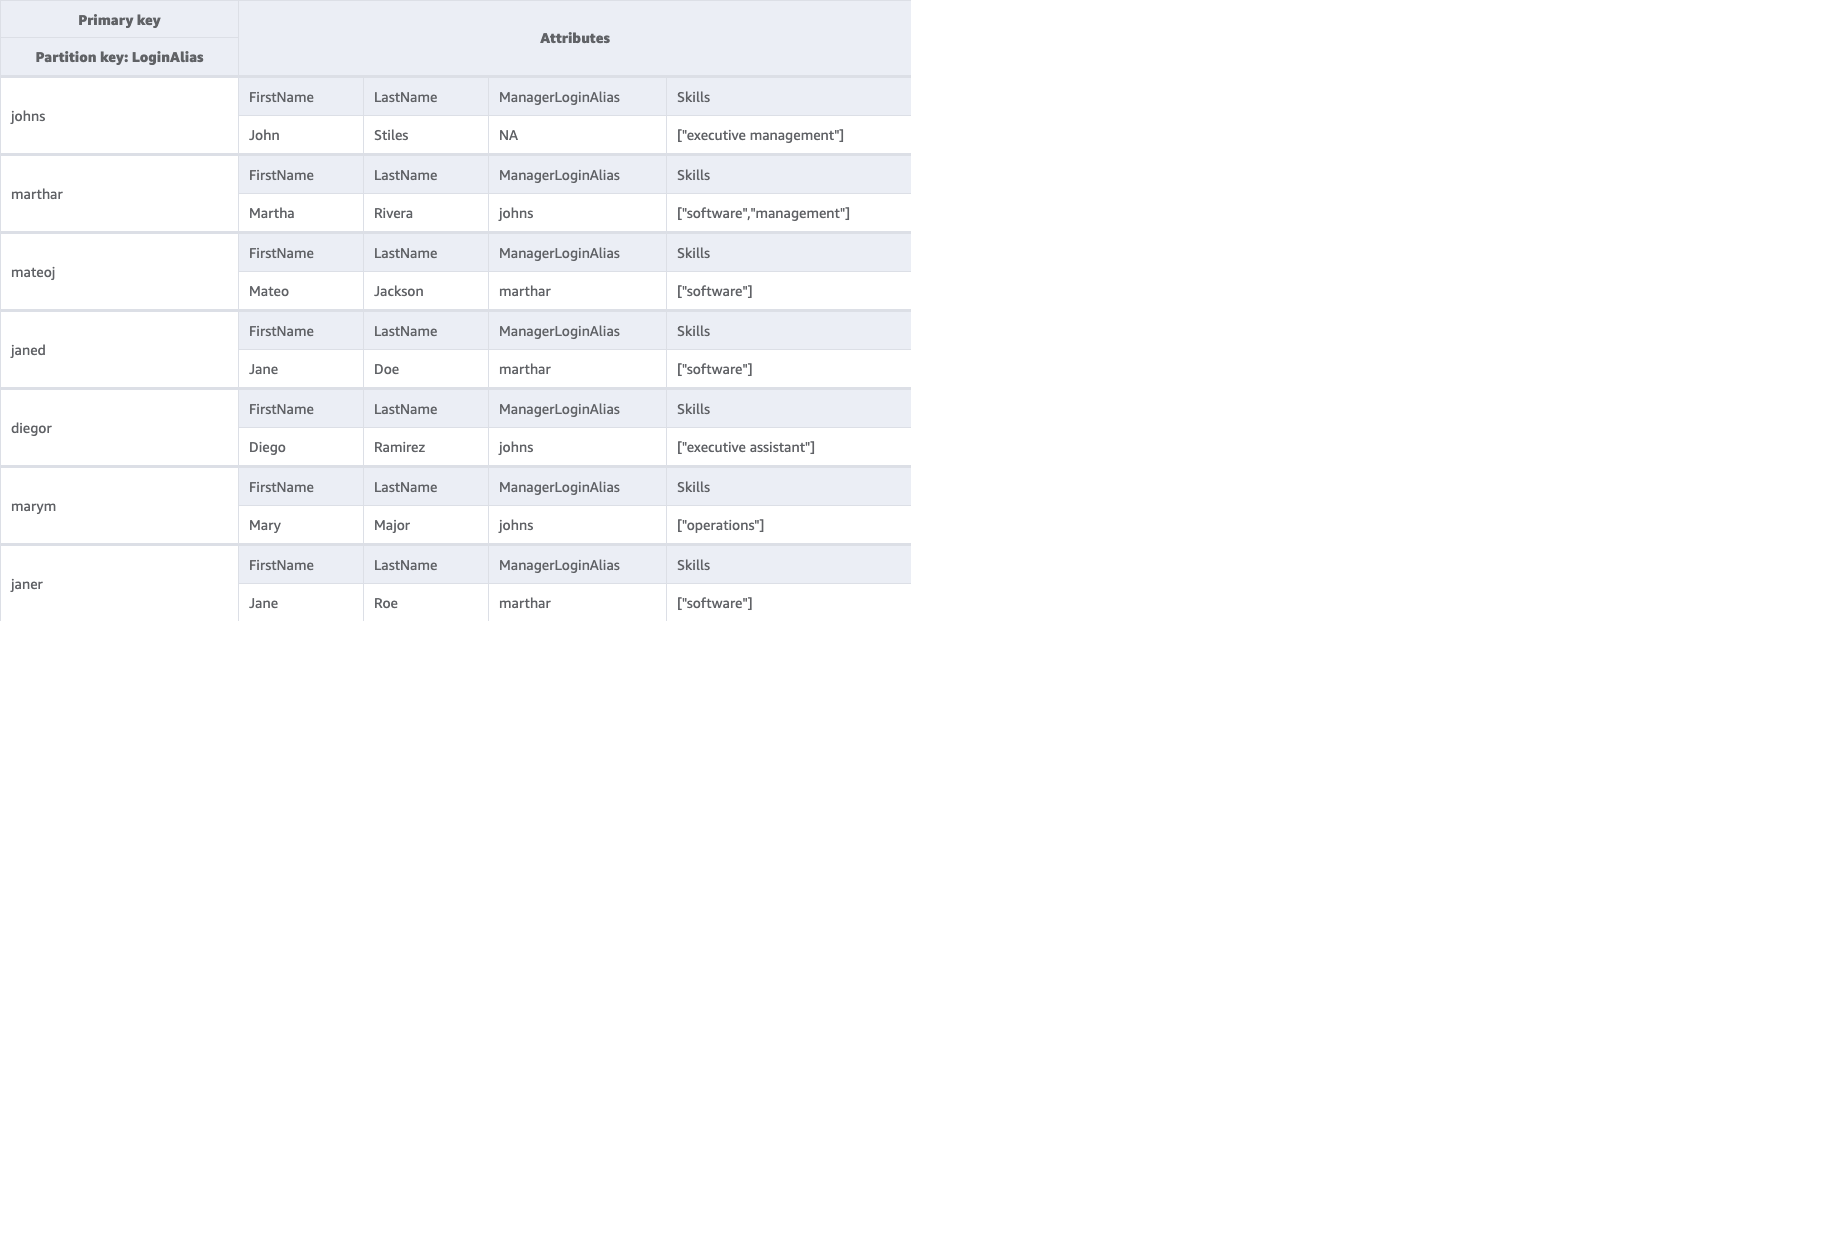 Primary key
Attributes
Partition key: LoginAlias
johns
FirstName LastName ManagerLoginAlias Skills
John Stiles NA ["executive management"]
marthar
FirstName LastName ManagerLoginAlias Skills
Martha Rivera johns ["software","management"]
mateoj
FirstName LastName ManagerLoginAlias Skills
Mateo Jackson marthar ["software"]
janed
FirstName LastName ManagerLoginAlias Skills
Jane Doe marthar ["software"]
diegor
FirstName LastName ManagerLoginAlias Skills
Diego Ramirez johns ["executive assistant"]
marym
FirstName LastName ManagerLoginAlias Skills
Mary Major johns ["operations"]
janer
FirstName LastName ManagerLoginAlias Skills
Jane Roe marthar ["software"]